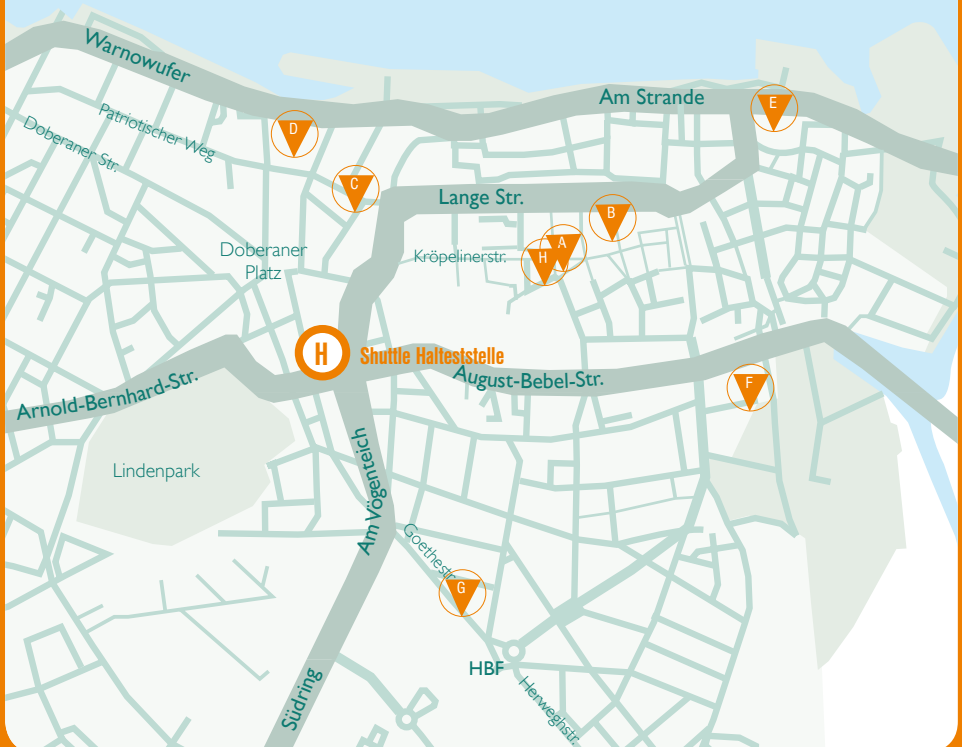 Warnowufer
Am Strande
E
Patriotischer Weg
D
Doberaner Str.
C
Lange Str.
B
Doberaner
Platz
Kröpelinerstr.
A
H
H
Shuttle Halteststelle
August-Bebel-Str.
F
Arnold-Bernhard-Str.
Lindenpark
Am Vögenteich
Goethestr.
G
HBF
Herweghstr.
Südring